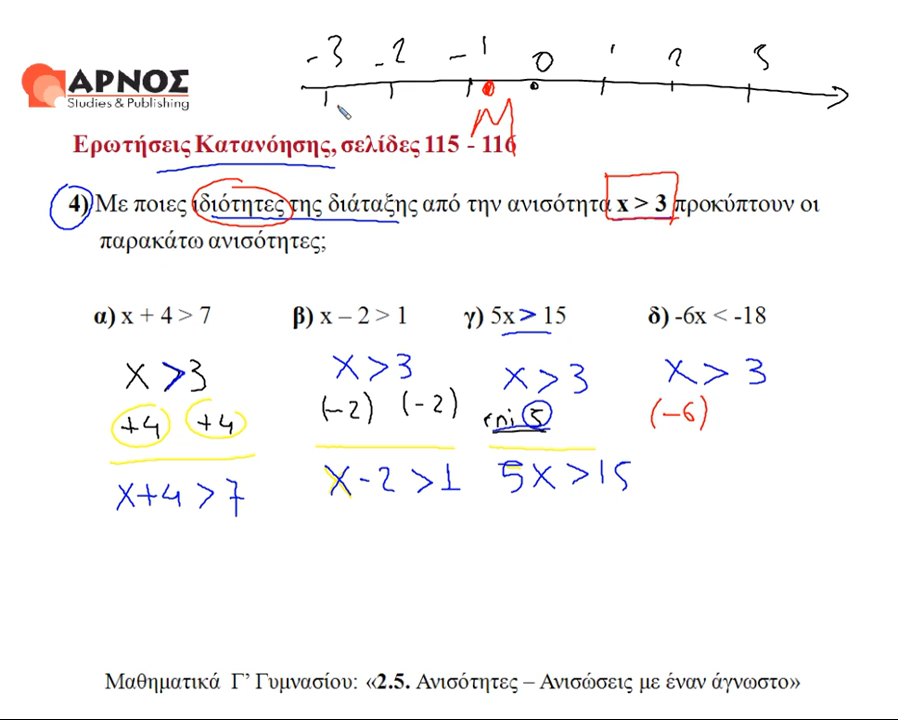 -3 -2 -1 0 1 2 3
ΑΡΝΟΣ
Studies & Publishing
M
Ερωτήσεις Κατανόησης, σελίδες 115 - 116
4) Με ποιες ιδιότητες της διάταξης από την ανισότητα x > 3 προκύπτουν οι
παρακάτω ανισότητες;
α) x + 4 > 7 β) x – 2 > 1 γ) 5x > 15 δ) -6x < -18
x > 3 x > 3 x > 3 x > 3
+4 +4 (-2) (-2) επί 5 (-6)
x+4 > 7 x-2 > 1 5x > 15
Μαθηματικά Γ’ Γυμνασίου: «2.5. Ανισότητες – Ανισώσεις με έναν άγνωστο»